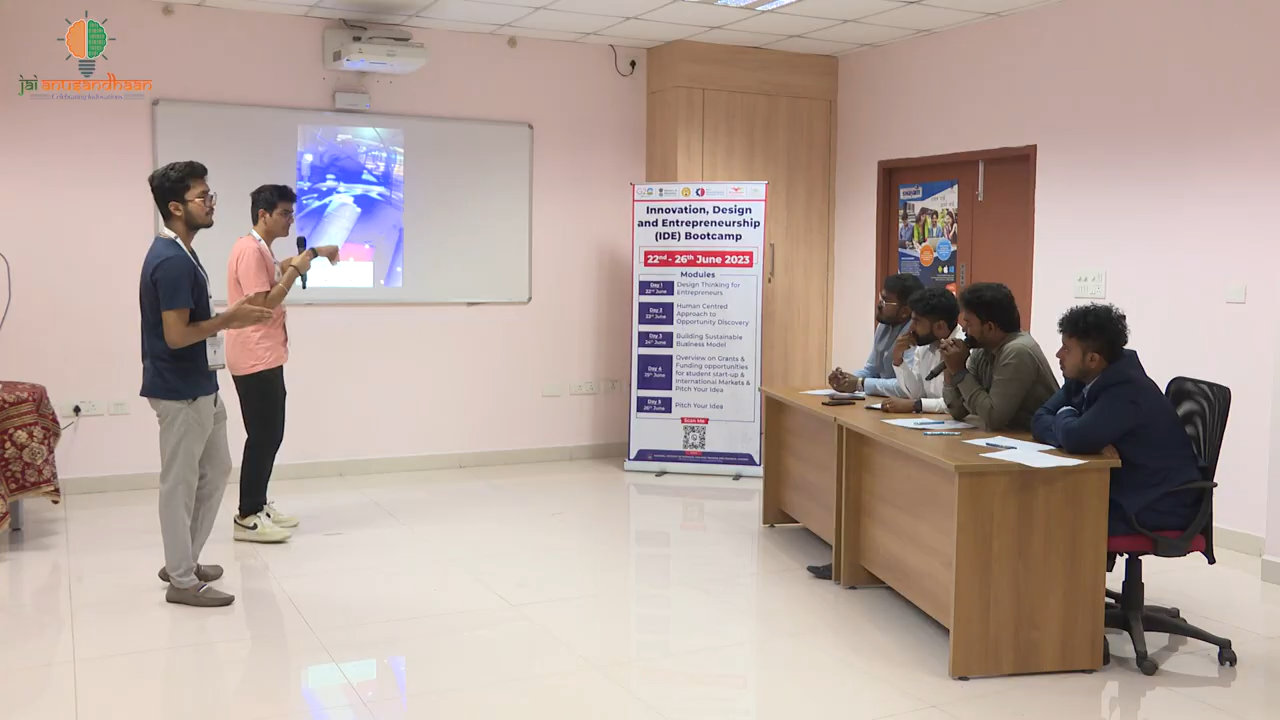 jai anusandhaan
Celebrating Innovations
Innovation, Design
and Entrepreneurship
(IDE) Bootcamp
22nd - 26th June 2023
Modules
Day 1
22nd June
Design Thinking for
Entrepreneurs
Day 2
23rd June
Human Centred
Approach to
Opportunity Discovery
Day 3
24th June
Building Sustainable
Business Model
Day 4
25th June
Overview on Grants &
Funding opportunities
for student start-up &
International Markets &
Pitch Your Idea
Day 5
26th June
Pitch Your Idea
Scan Me